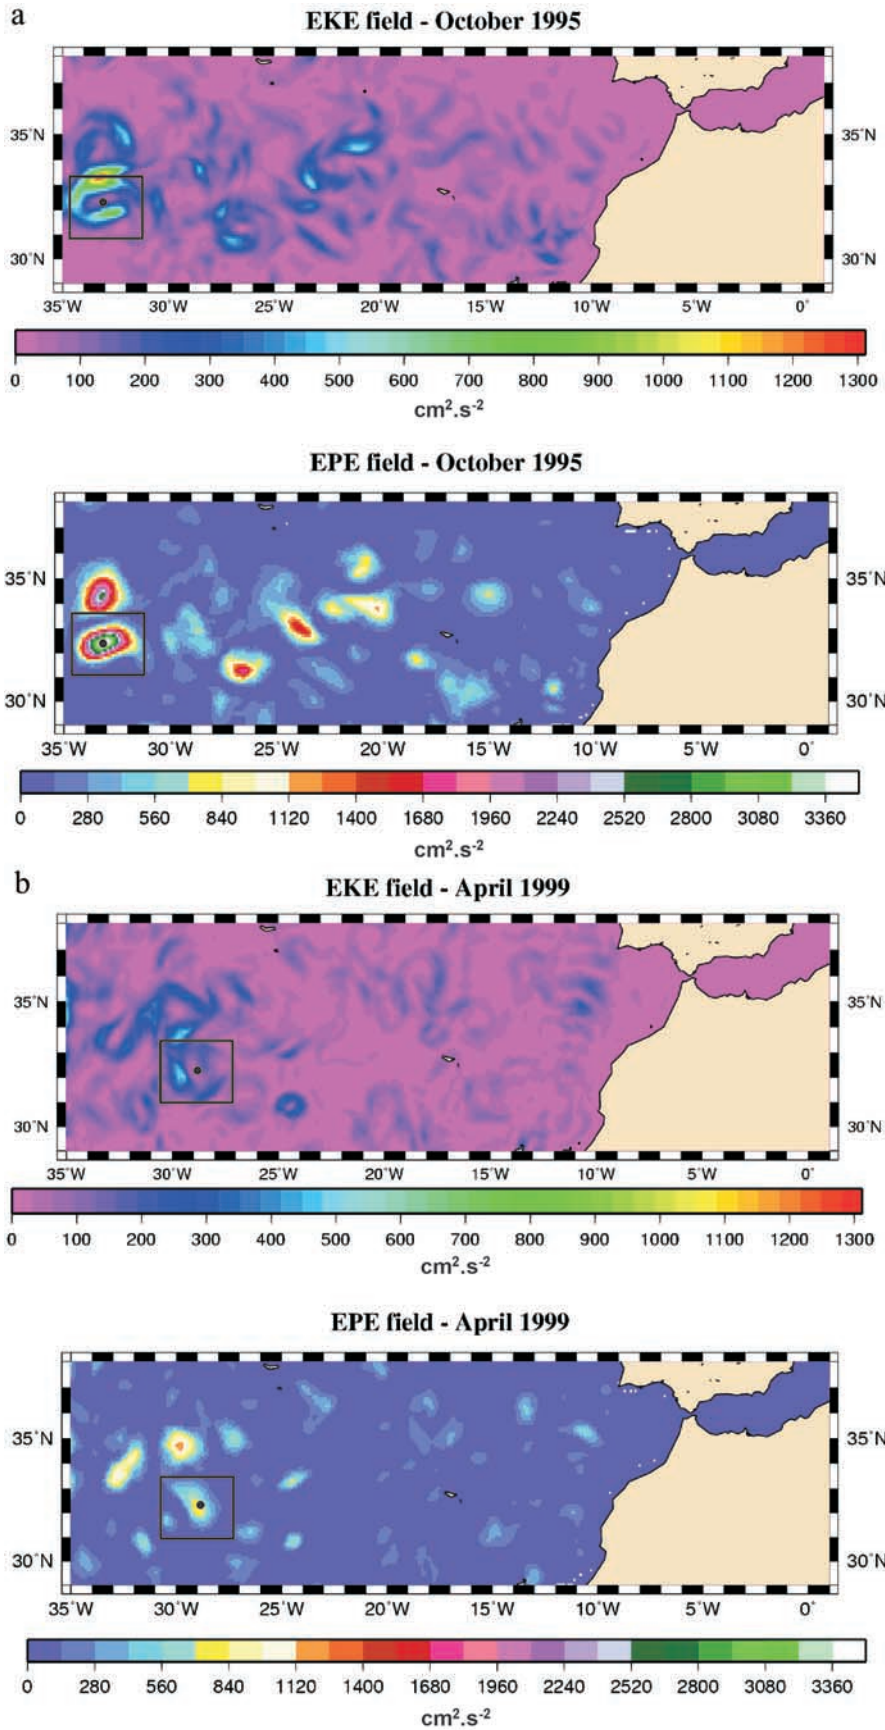 a
EKE field - October 1995
35°N 35°N
30°N 30°N
35°W 30°W 25°W 20°W 15°W 10°W 5°W 0°
0 100 200 300 400 500 600 700 800 900 1000 1100 1200 1300
cm².s⁻²
EPE field - October 1995
35°N 35°N
30°N 30°N
35°W 30°W 25°W 20°W 15°W 10°W 5°W 0°
0 280 560 840 1120 1400 1680 1960 2240 2520 2800 3080 3360
cm².s⁻²
b
EKE field - April 1999
35°N 35°N
30°N 30°N
35°W 30°W 25°W 20°W 15°W 10°W 5°W 0°
0 100 200 300 400 500 600 700 800 900 1000 1100 1200 1300
cm².s⁻²
EPE field - April 1999
35°N 35°N
30°N 30°N
35°W 30°W 25°W 20°W 15°W 10°W 5°W 0°
0 280 560 840 1120 1400 1680 1960 2240 2520 2800 3080 3360
cm².s⁻²